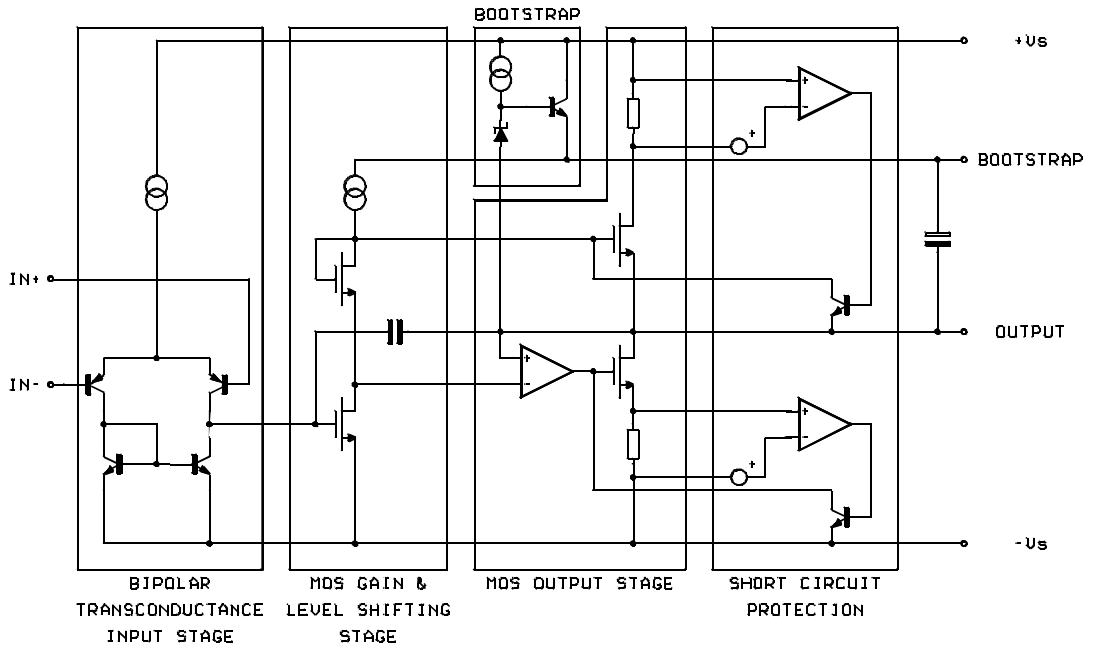 BOOTSTRAP
+Vs
+
-
+
BOOTSTRAP
IN+
OUTPUT
+
-
IN-
+
-
+
-Vs
BIPOLAR
TRANSCONDUCTANCE
INPUT STAGE
MOS GAIN &
LEVEL SHIFTING
STAGE
MOS OUTPUT STAGE
SHORT CIRCUIT
PROTECTION